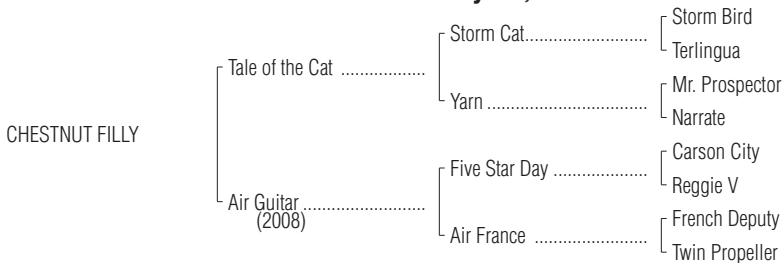 Storm Bird
Storm Cat
Terlingua
Tale of the Cat
Mr. Prospector
Yarn
Narrate
CHESTNUT FILLY
Carson City
Five Star Day
Reggie V
Air Guitar
(2008)
French Deputy
Air France
Twin Propeller